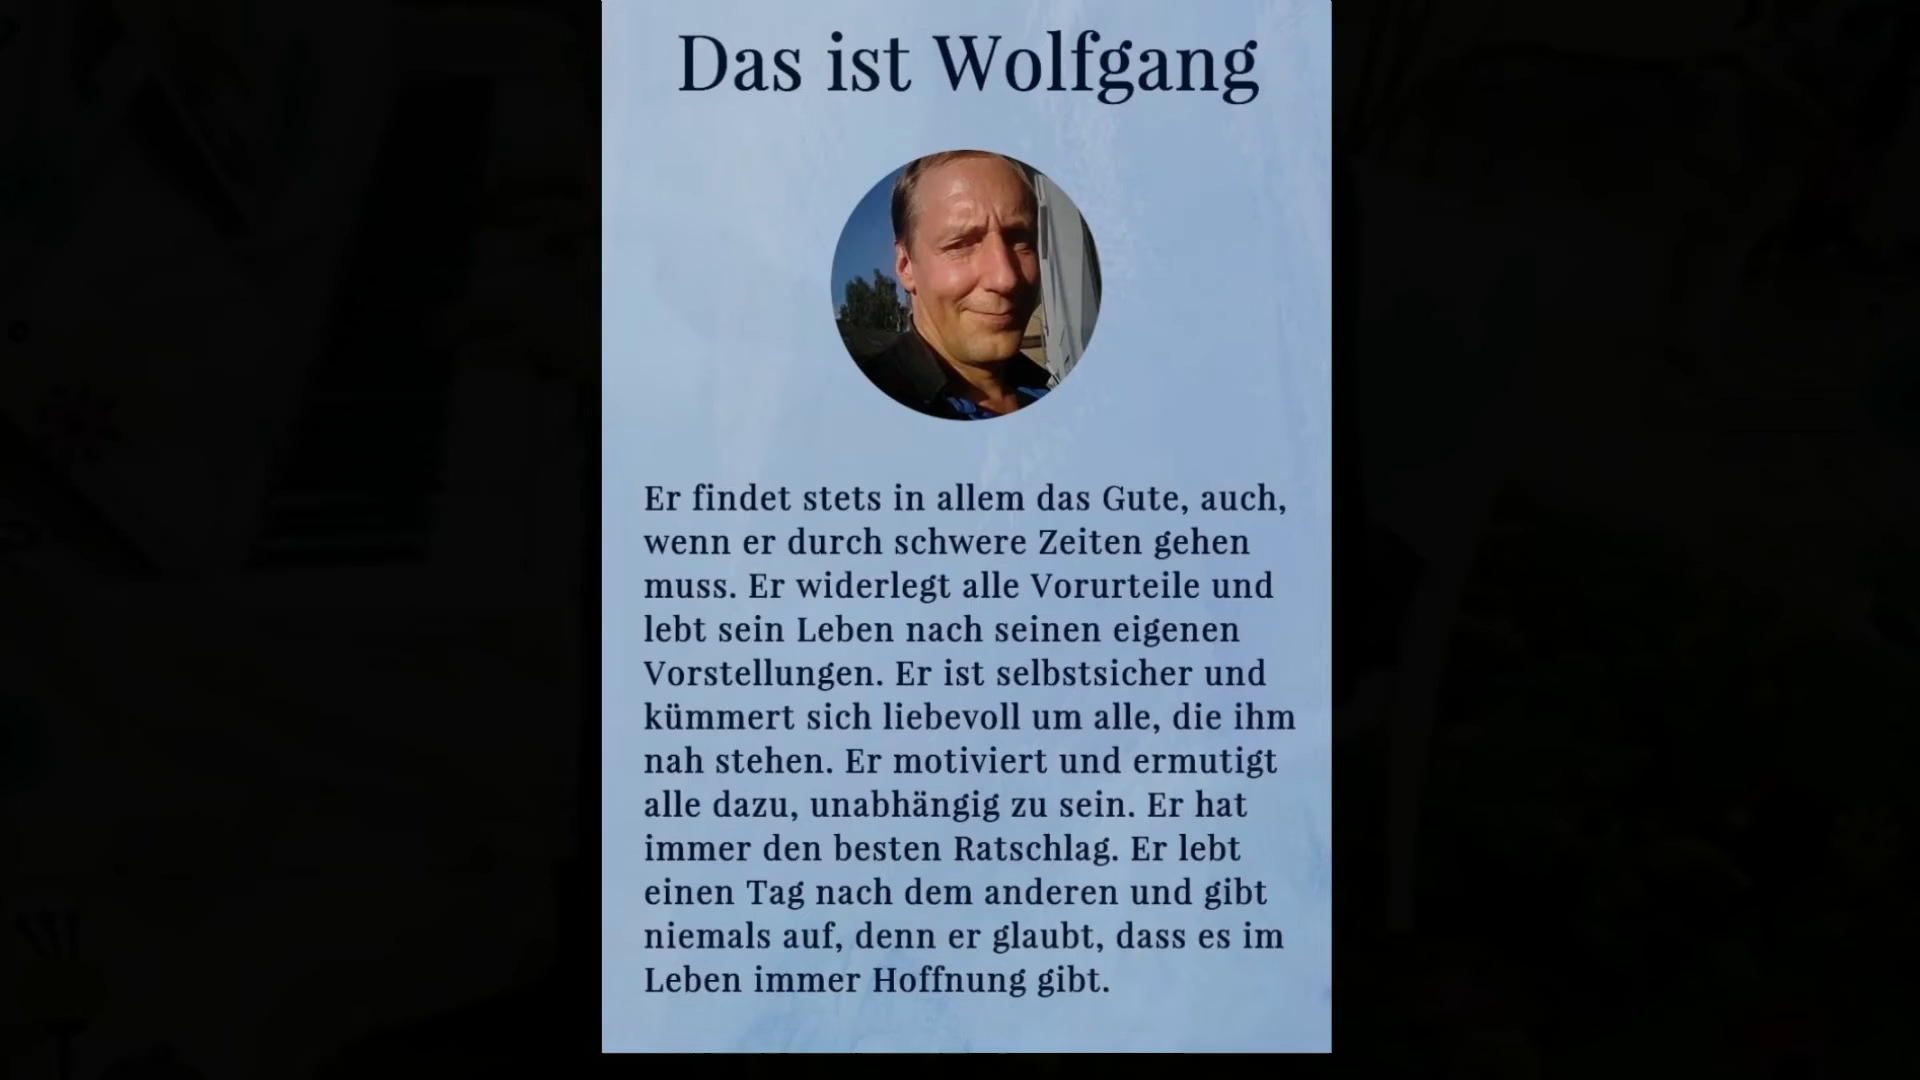 Das ist Wolfgang
Er findet stets in allem das Gute, auch,
wenn er durch schwere Zeiten gehen
muss. Er widerlegt alle Vorurteile und
lebt sein Leben nach seinen eigenen
Vorstellungen. Er ist selbstsicher und
kümmert sich liebevoll um alle, die ihm
nah stehen. Er motiviert und ermutigt
alle dazu, unabhängig zu sein. Er hat
immer den besten Ratschlag. Er lebt
einen Tag nach dem anderen und gibt
niemals auf, denn er glaubt, dass es im
Leben immer Hoffnung gibt.